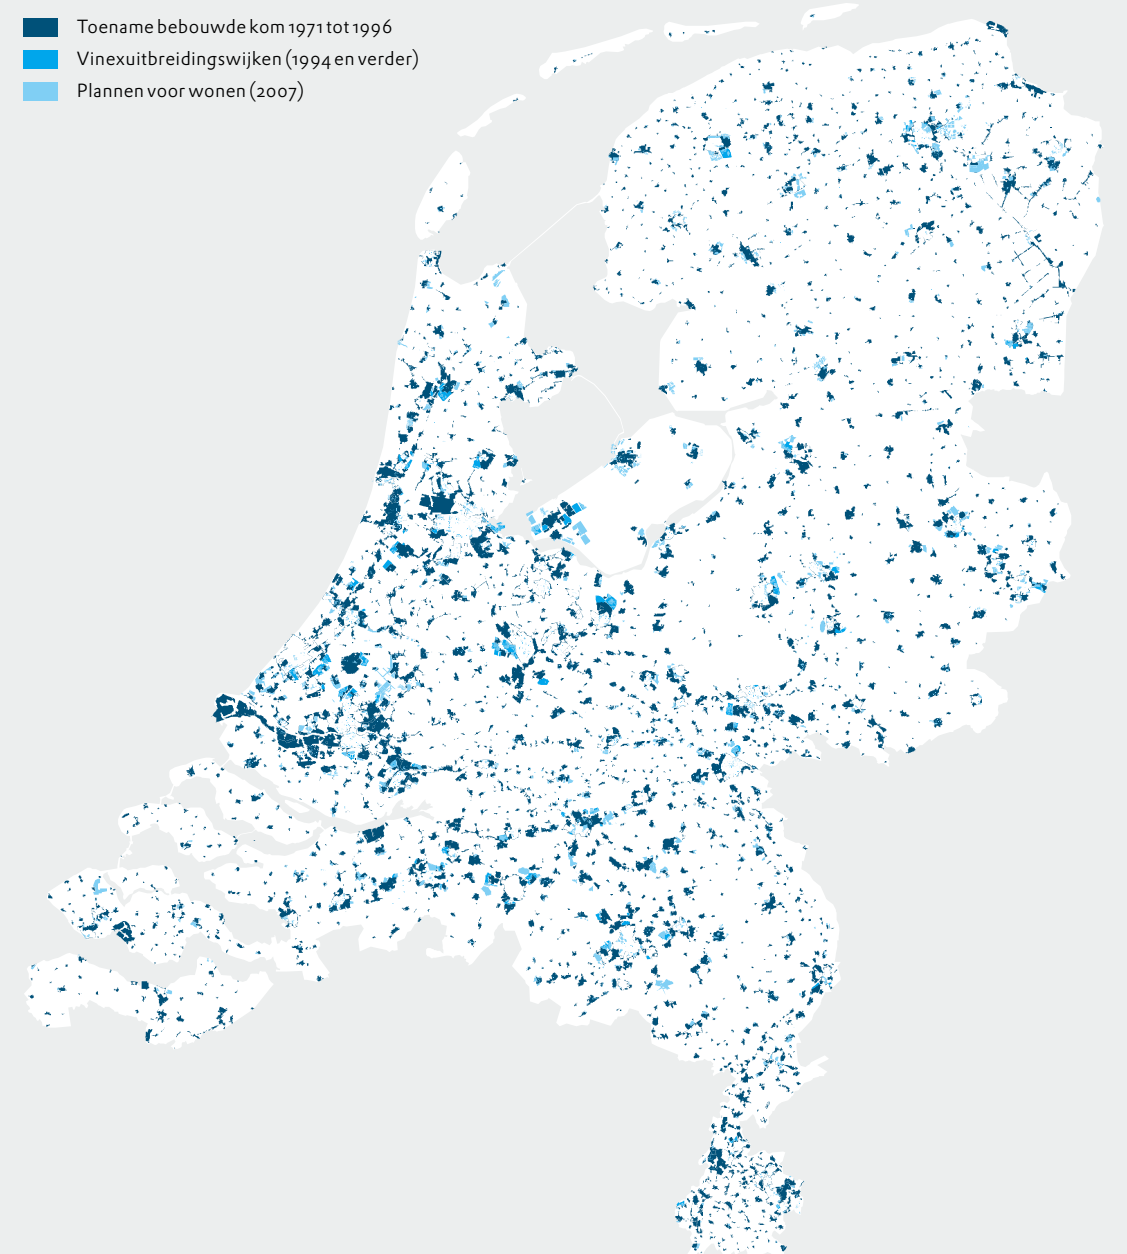 Toename bebouwde kom 1971 tot 1996
Vinexuitbreidingswijken (1994 en verder)
Plannen voor wonen (2007)